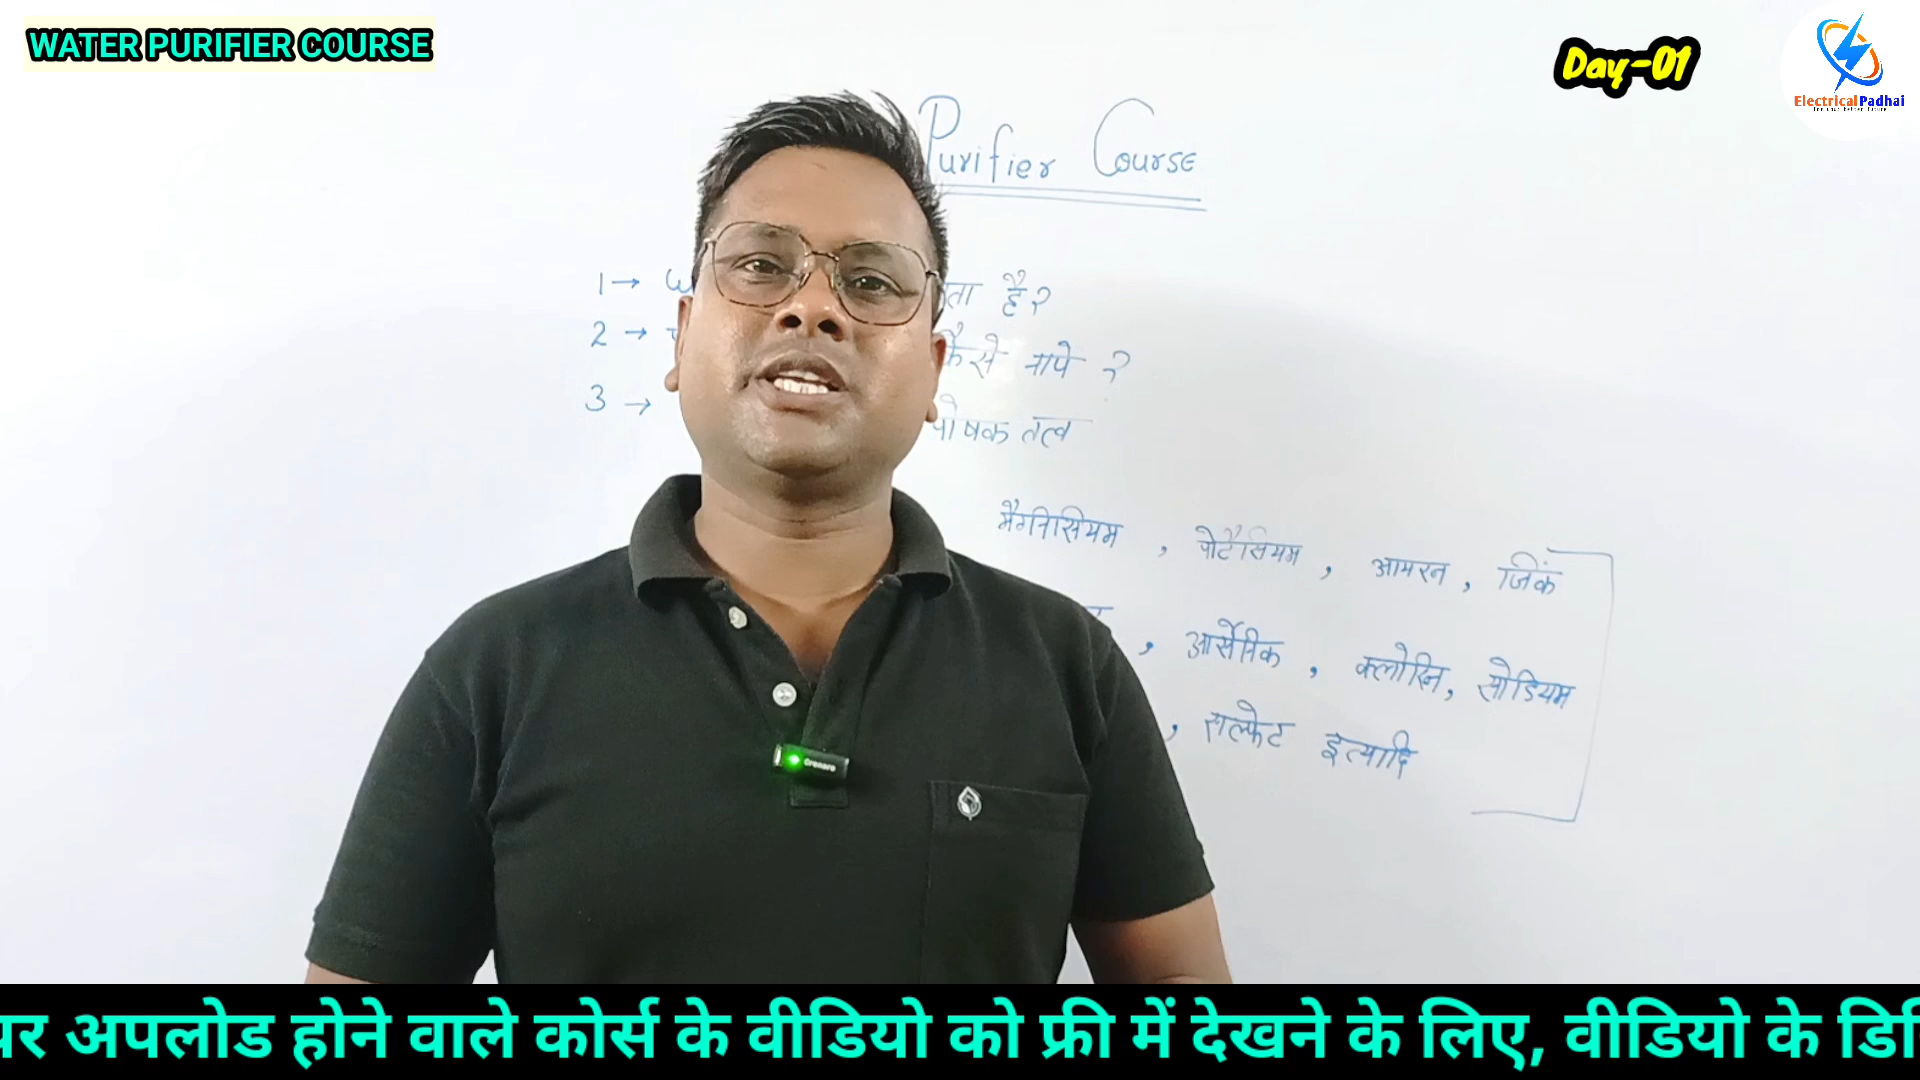 WATER PURIFIER COURSE
Day-01
ElectricalPadhai
Purifier Course
1 → है?
2 → कैसे नापे ?
3 → पोषक तत्व
मैग्निसियम , पोटैसियम , आयरन , जिंक
, आर्सेनिक , क्लोरिन, सोडियम
, सल्फेट इत्यादि
पर अपलोड होने वाले कोर्स के वीडियो को फ्री में देखने के लिए, वीडियो के